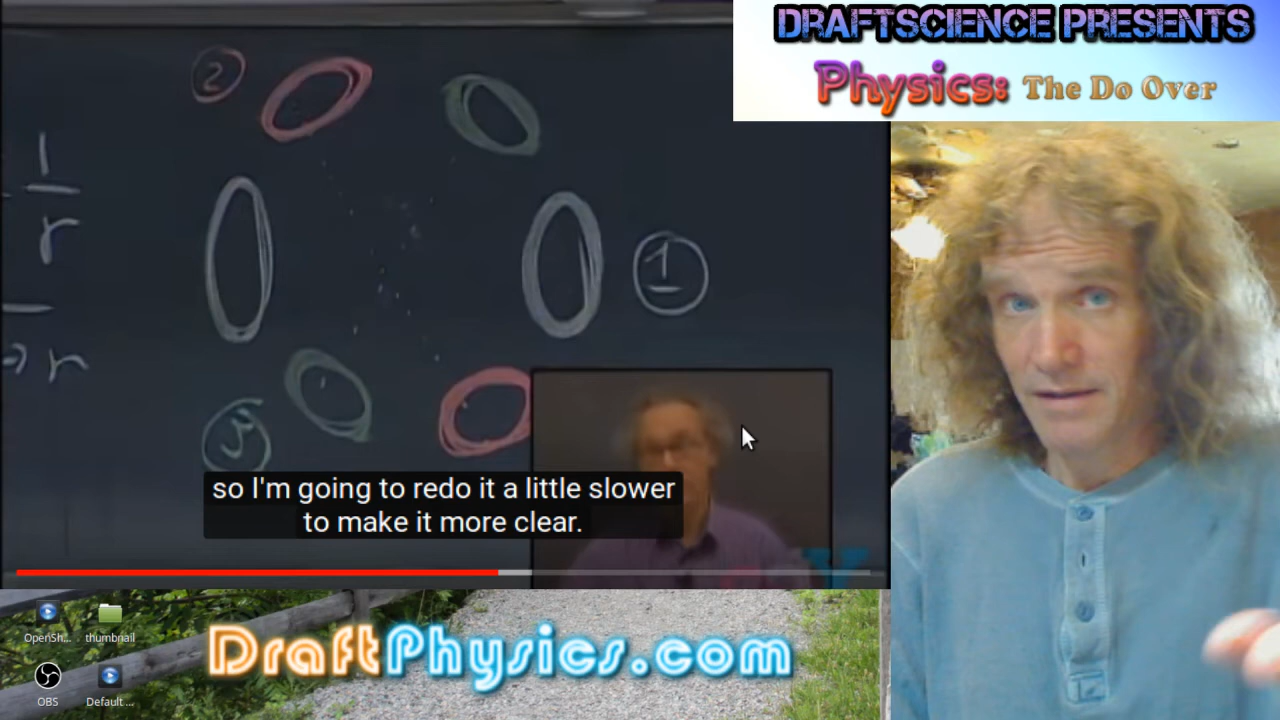 DRAFTSCIENCE PRESENTS
Physics: The Do Over
2
1
r
1
3
r
so I'm going to redo it a little slower
to make it more clear.
OpenSh...
thumbnail
DraftPhysics.com
OBS
Default ...